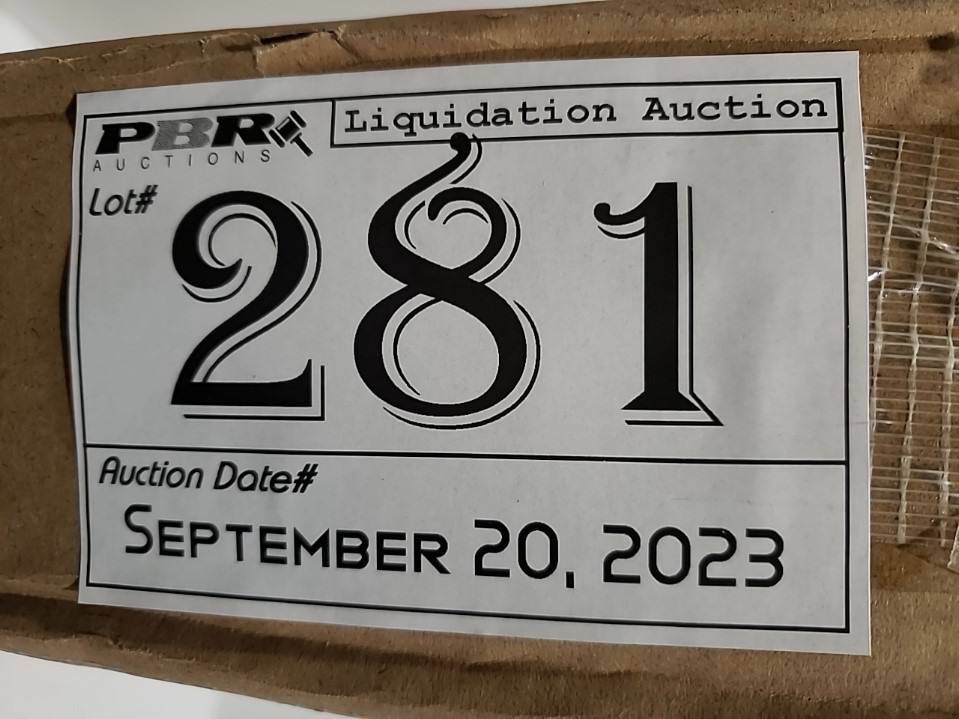 PBR
AUCTIONS
Liquidation Auction
Lot#
281
Auction Date#
SEPTEMBER 20, 2023